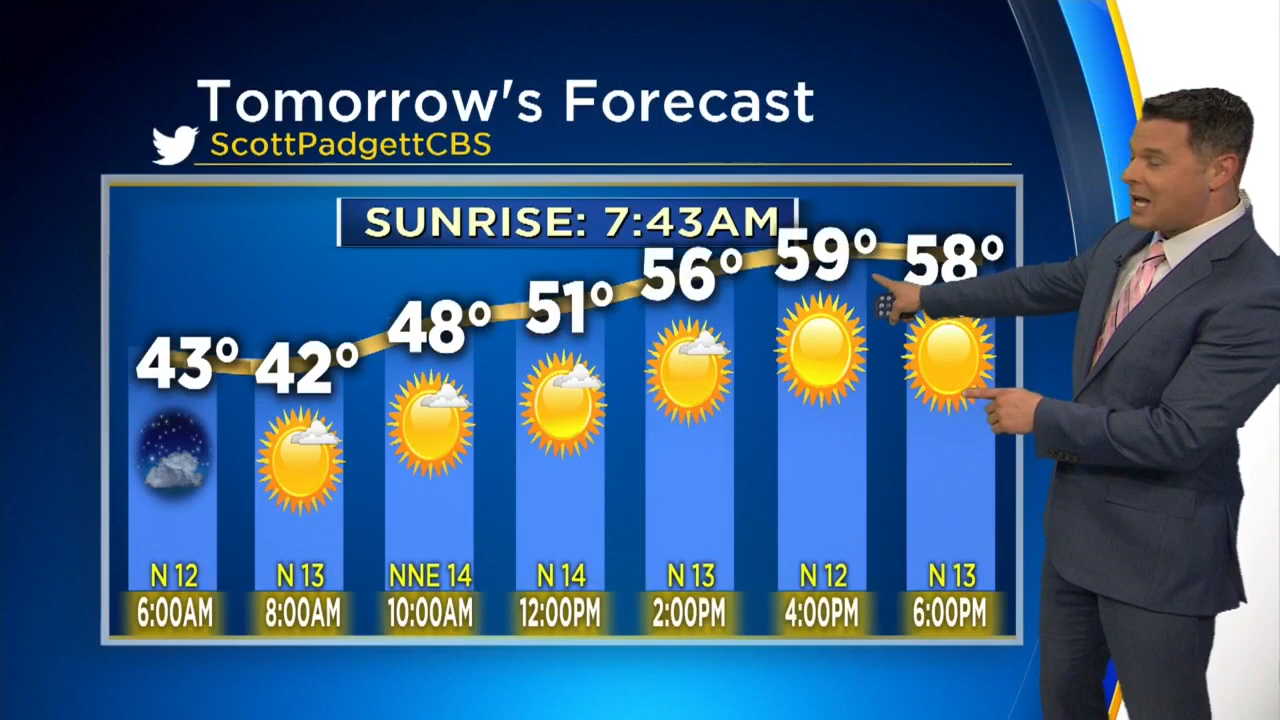 Tomorrow's Forecast
ScottPadgettCBS
SUNRISE: 7:43AM
43° 42° 48° 51° 56° 59° 58°
N 12 N 13 NNE 14 N 14 N 13 N 12 N 13
6:00AM 8:00AM 10:00AM 12:00PM 2:00PM 4:00PM 6:00PM